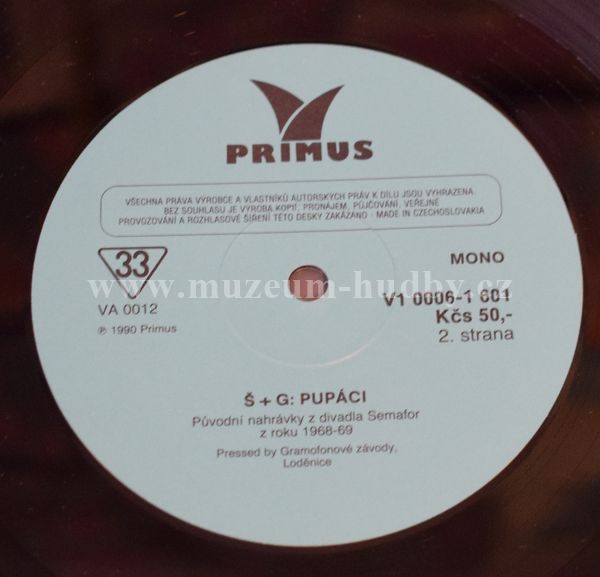 PRIMUS
VŠECHNA PRÁVA VÝROBCE A VLASTNÍKŮ AUTORSKÝCH PRÁV K DÍLU JSOU VYHRAZENA.
BEZ SOUHLASU JE VÝROBA KOPIÍ, PRONÁJEM, PŮJČOVÁNÍ, VEŘEJNÉ
PROVOZOVÁNÍ A ROZHLASOVÉ ŠÍŘENÍ TÉTO DESKY ZAKÁZÁNO - MADE IN CZECHOSLOVAKIA
33
MONO
www.muzeum-hudby.cz
VA 0012
V1 0006-1 601
Kčs 50,-
℗ 1990 Primus
2. strana
Š + G: PUPÁCI
Původní nahrávky z divadla Semafor
z roku 1968-69
Pressed by Gramofonové závody,
Loděnice